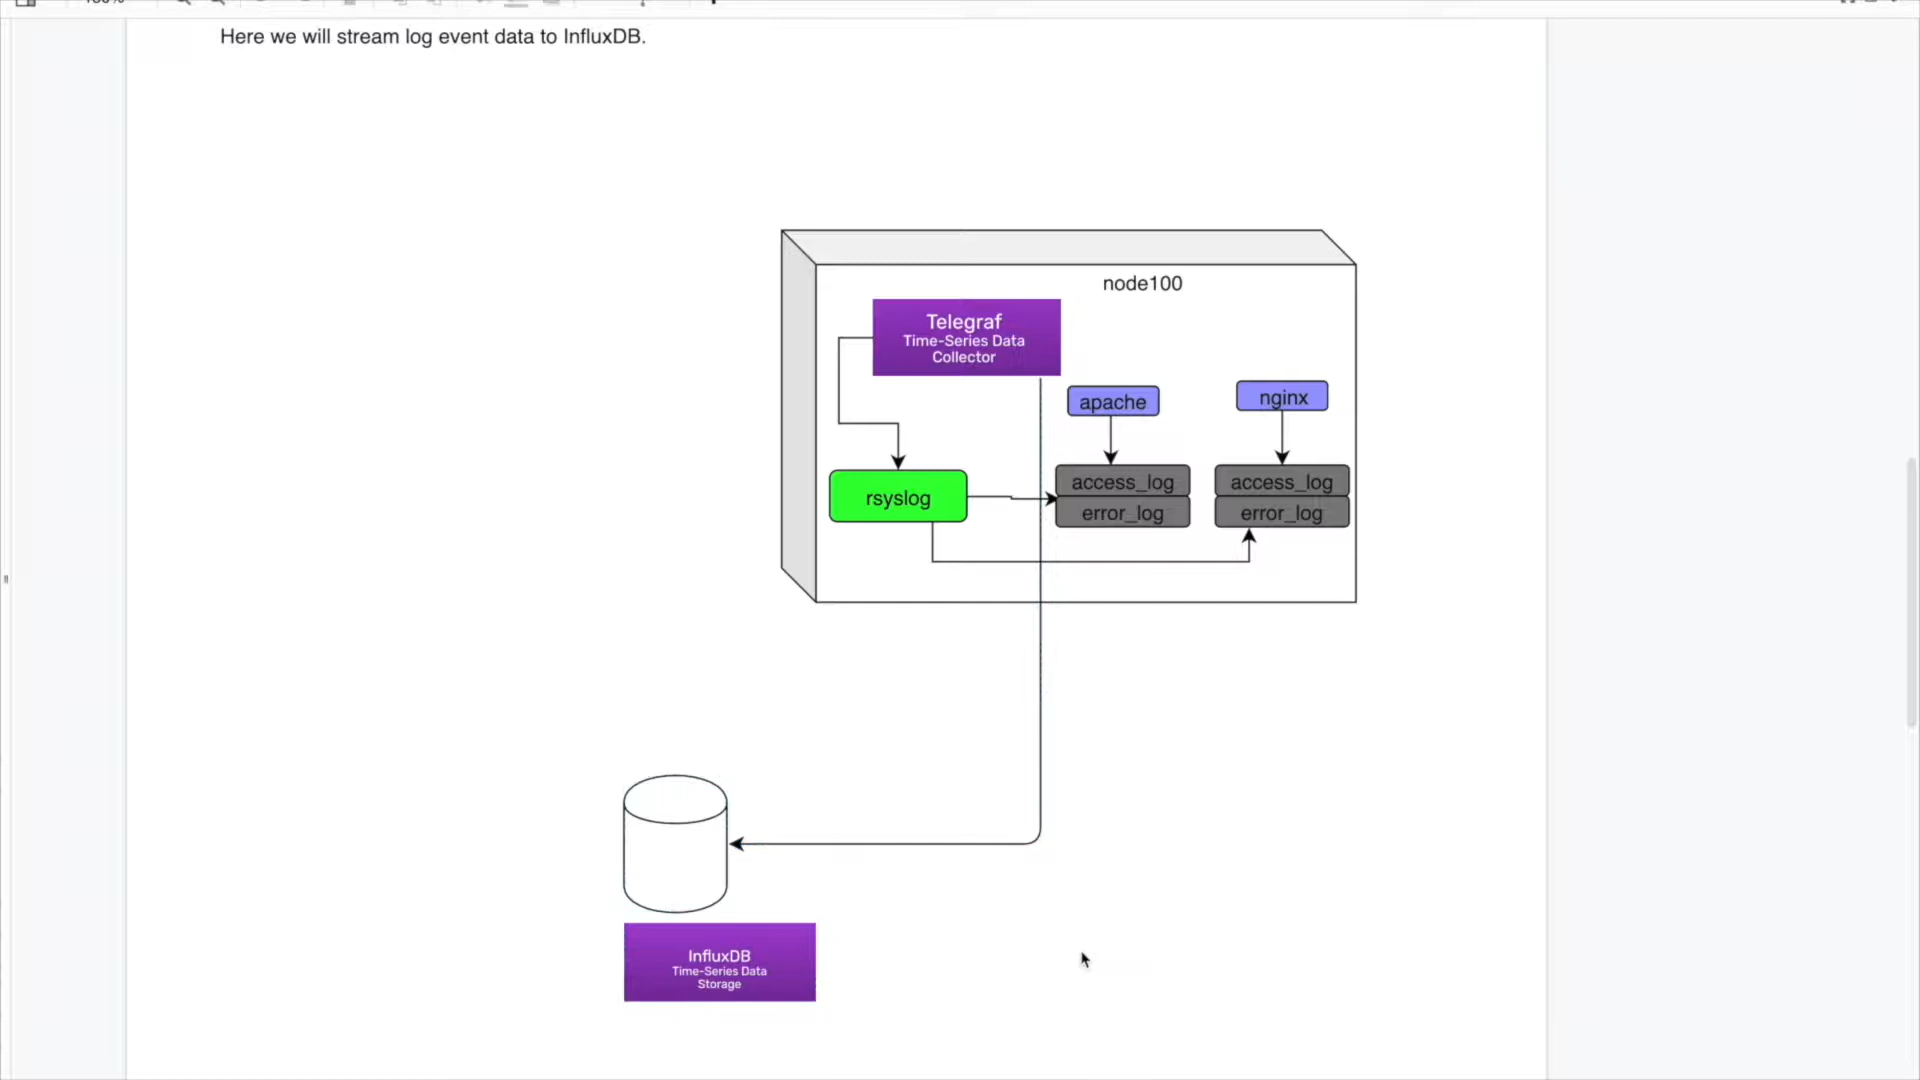 Here we will stream log event data to InfluxDB.
node100
Telegraf
Time-Series Data
Collector
apache
nginx
access_log
error_log
access_log
error_log
rsyslog
InfluxDB
Time-Series Data
Storage